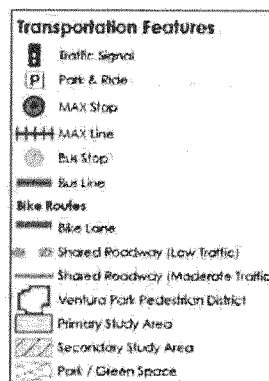 Transportation Features
Traffic Signal
P Park & Ride
MAX Stop
MAX Line
Bus Stop
Bus Line
Bike Routes
Bike Lane
Shared Roadway (Low Traffic)
Shared Roadway (Moderate Traffic
Ventura Park Pedestrian District
Primary Study Area
Secondary Study Area
Park / Green Space